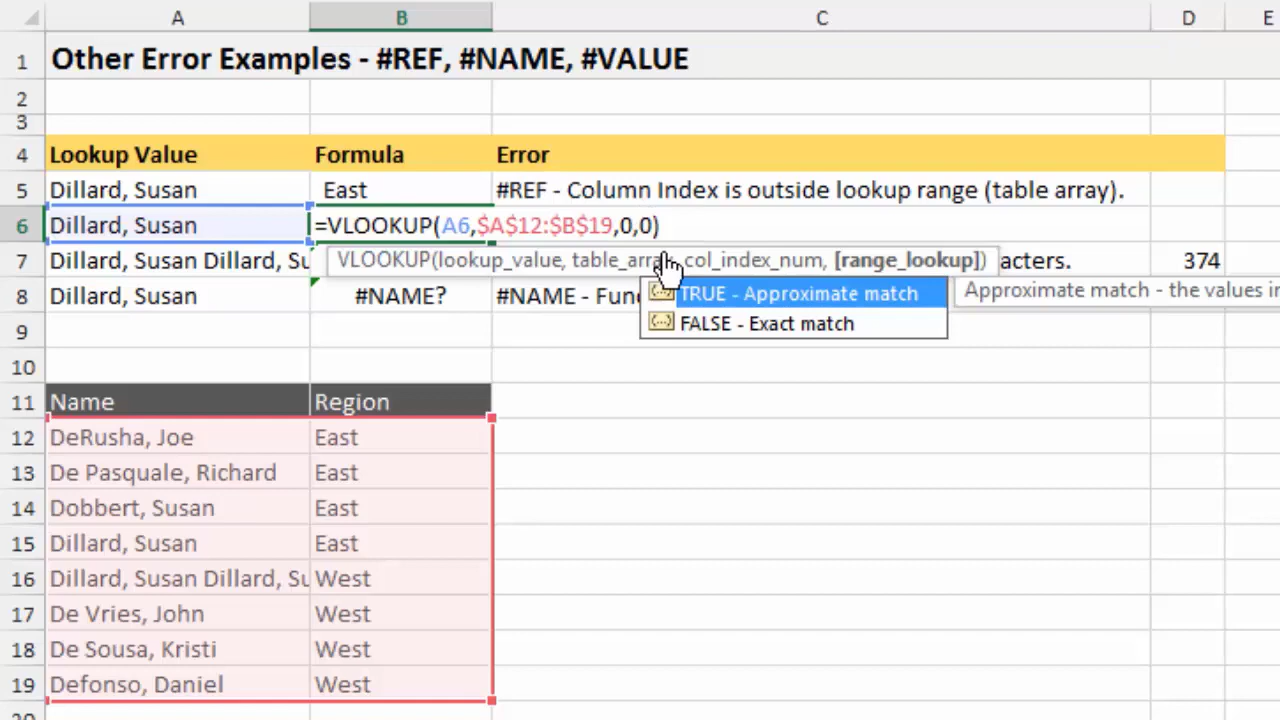 A B C D E
1 Other Error Examples - #REF, #NAME, #VALUE
2
3
4 Lookup Value Formula Error
5 Dillard, Susan East #REF - Column Index is outside lookup range (table array).
6 Dillard, Susan =VLOOKUP(A6,$A$12:$B$19,0,0)
7 Dillard, Susan Dillard, Su VLOOKUP(lookup_value, table_array, col_index_num, [range_lookup]) acters. 374
TRUE - Approximate match Approximate match - the values in
8 Dillard, Susan #NAME? #NAME - Fun
FALSE - Exact match
9
10
11 Name Region
12 DeRusha, Joe East
13 De Pasquale, Richard East
14 Dobbert, Susan East
15 Dillard, Susan East
16 Dillard, Susan Dillard, Su West
17 De Vries, John West
18 De Sousa, Kristi West
19 Defonso, Daniel West
20